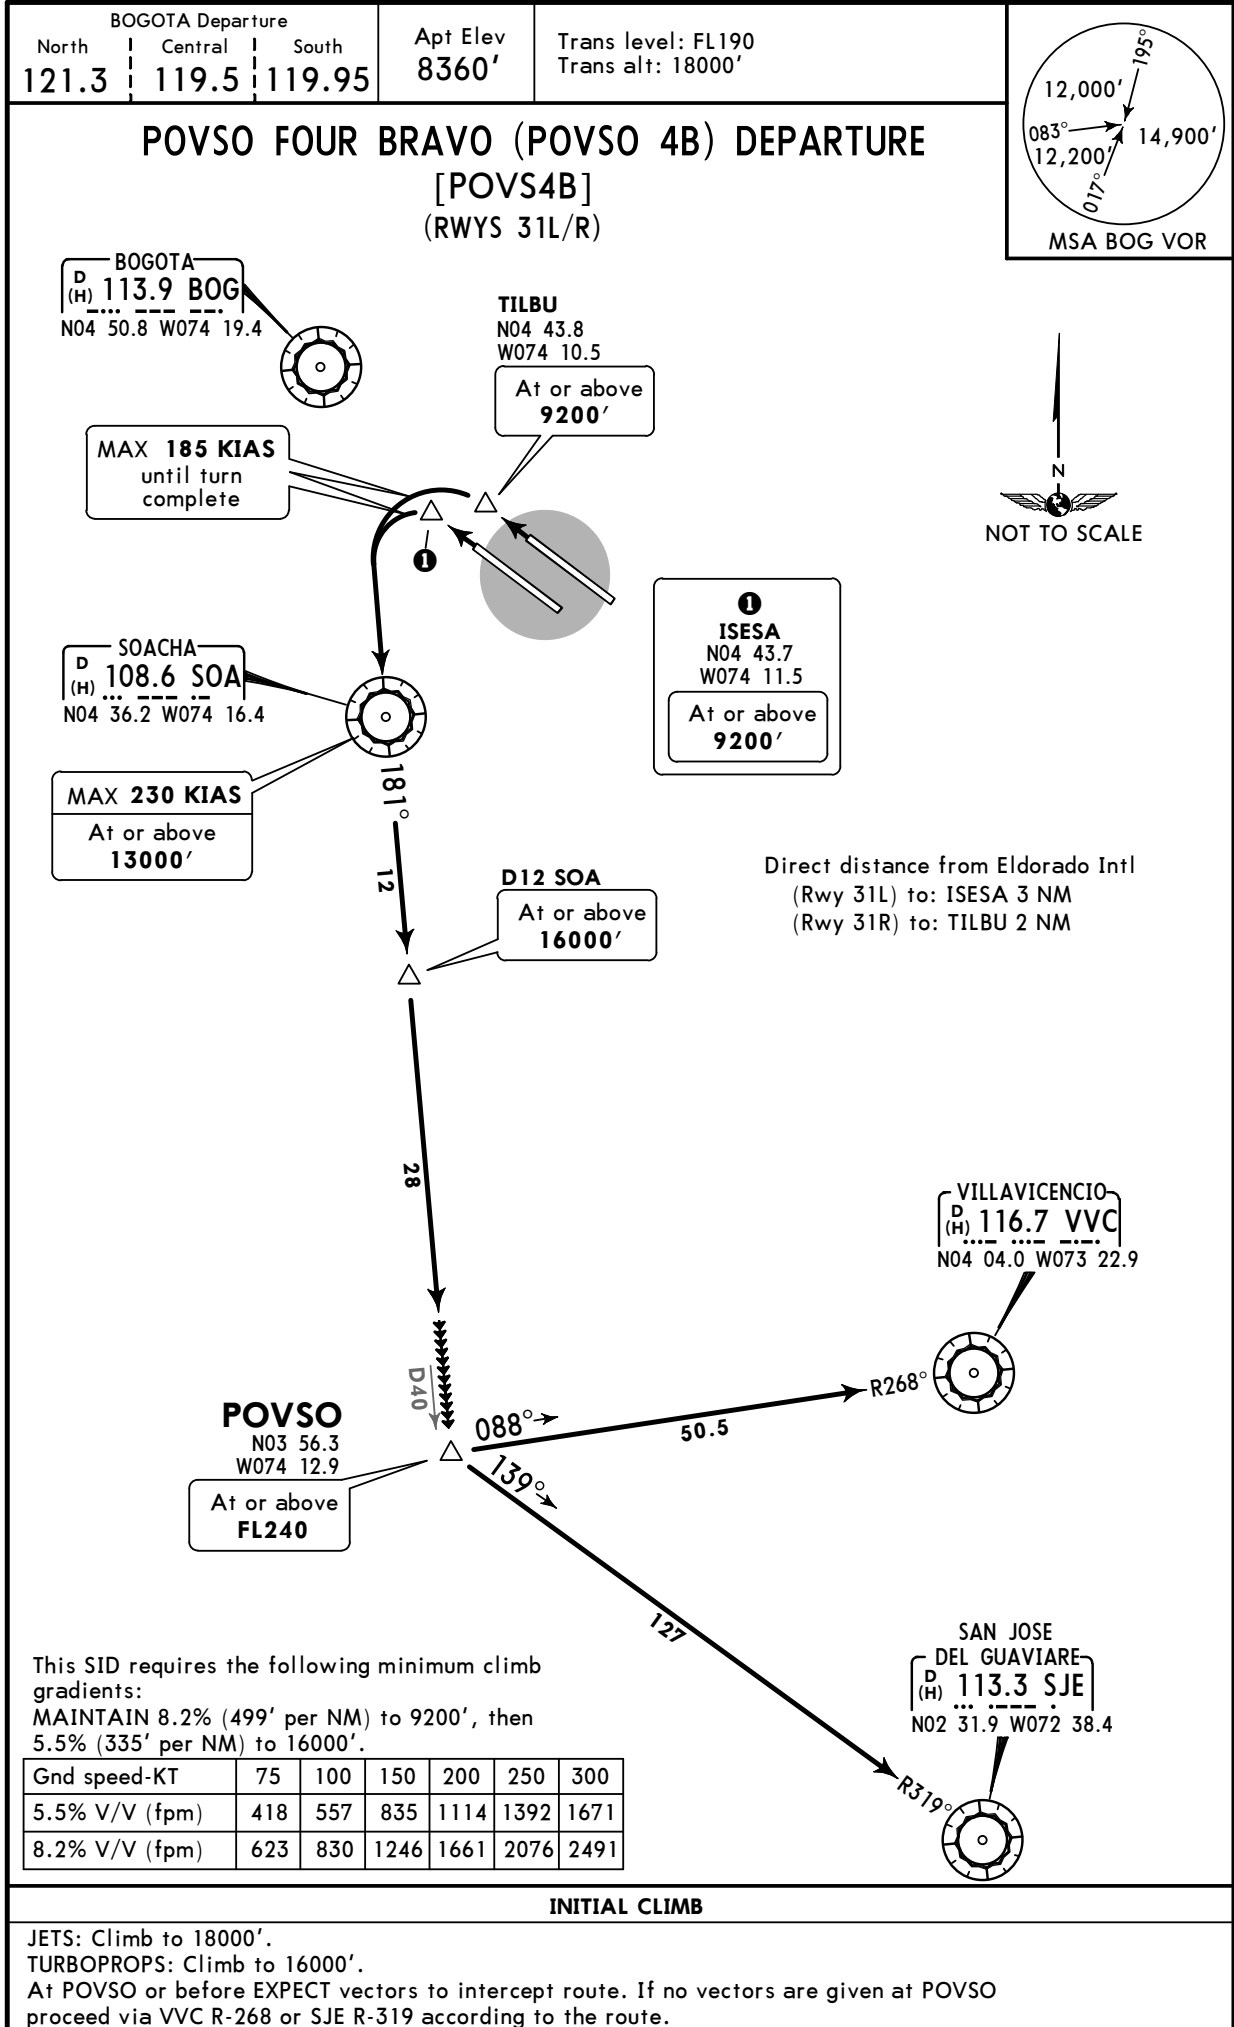 BOGOTA Departure
North Central South
121.3 119.5 119.95
Apt Elev
8360'
Trans level: FL190
Trans alt: 18000'
195°
12,000'
083°
14,900'
12,200'
017°
MSA BOG VOR
POVSO FOUR BRAVO (POVSO 4B) DEPARTURE
[POVS4B]
(RWYS 31L/R)
BOGOTA
D
(H) 113.9 BOG
N04 50.8 W074 19.4
TILBU
N04 43.8
W074 10.5
At or above
9200'
MAX 185 KIAS
until turn
complete
1
N
NOT TO SCALE
1
ISESA
N04 43.7
W074 11.5
At or above
9200'
SOACHA
D
(H) 108.6 SOA
N04 36.2 W074 16.4
MAX 230 KIAS
At or above
13000'
181°
12
D12 SOA
At or above
16000'
Direct distance from Eldorado Intl
(Rwy 31L) to: ISESA 3 NM
(Rwy 31R) to: TILBU 2 NM
28
VILLAVICENCIO
D
(H) 116.7 VVC
N04 04.0 W073 22.9
D40
R268°
POVSO
N03 56.3
W074 12.9
At or above
FL240
088°
50.5
139°
127
SAN JOSE
DEL GUAVIARE
D
(H) 113.3 SJE
N02 31.9 W072 38.4
R319°
This SID requires the following minimum climb
gradients:
MAINTAIN 8.2% (499' per NM) to 9200', then
5.5% (335' per NM) to 16000'.
Gnd speed-KT 75 100 150 200 250 300
5.5% V/V (fpm) 418 557 835 1114 1392 1671
8.2% V/V (fpm) 623 830 1246 1661 2076 2491
INITIAL CLIMB
JETS: Climb to 18000'.
TURBOPROPS: Climb to 16000'.
At POVSO or before EXPECT vectors to intercept route. If no vectors are given at POVSO
proceed via VVC R-268 or SJE R-319 according to the route.